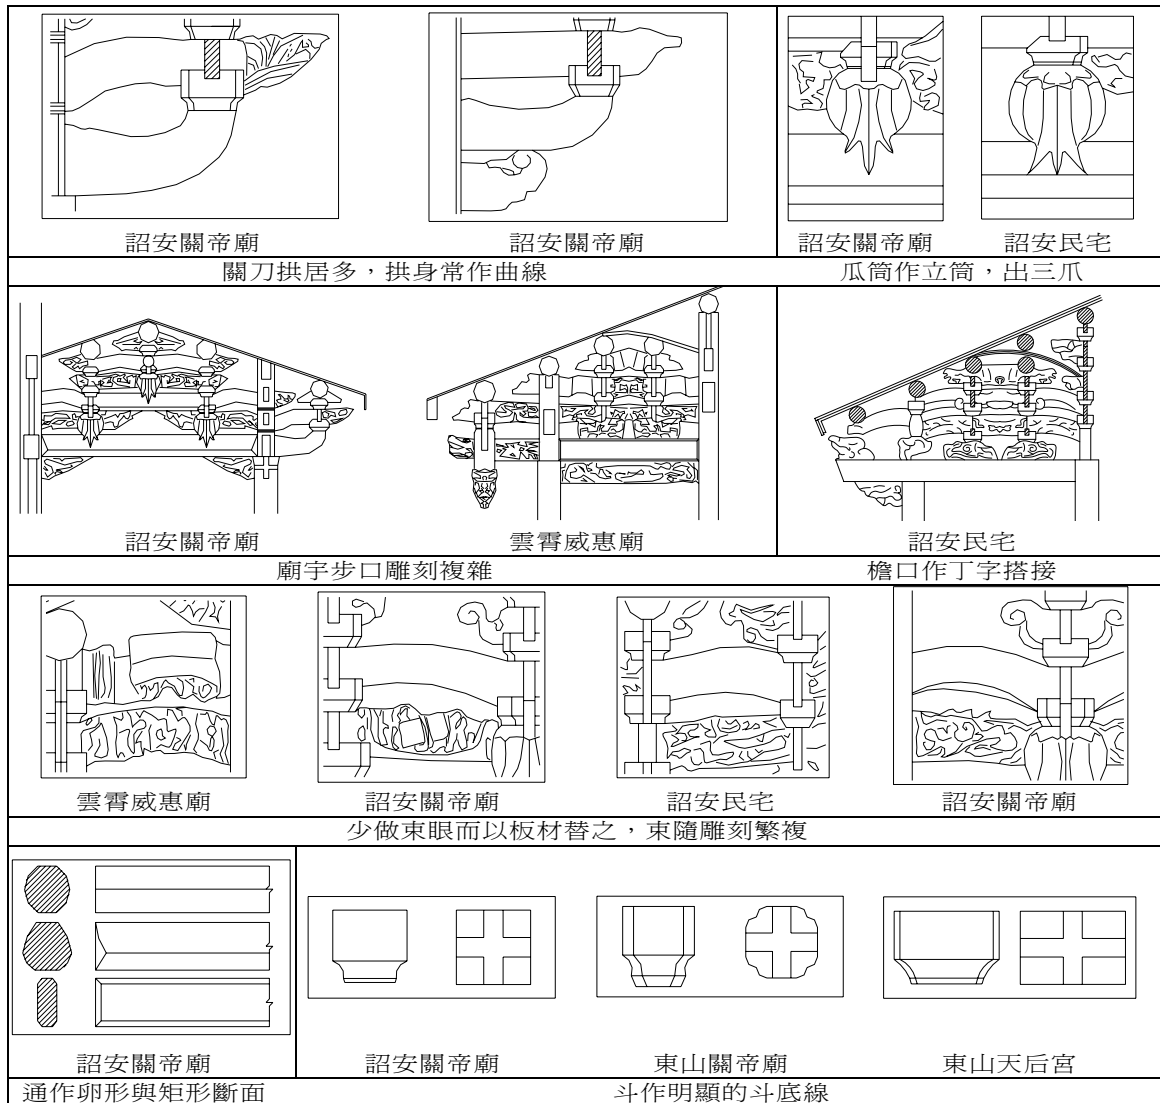 詔安關帝廟
詔安關帝廟
詔安關帝廟
詔安民宅
關刀拱居多，拱身常作曲線
瓜筒作立筒，出三爪
詔安關帝廟
雲霄威惠廟
詔安民宅
廟宇步口雕刻複雜
檐口作丁字搭接
雲霄威惠廟
詔安關帝廟
詔安民宅
詔安關帝廟
少做束眼而以板材替之，束隨雕刻繁複
詔安關帝廟
詔安關帝廟
東山關帝廟
東山天后宮
通作卵形與矩形斷面
斗作明顯的斗底線